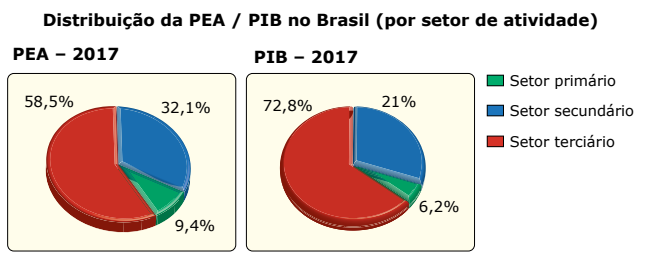 Distribuição da PEA / PIB no Brasil (por setor de atividade)
PEA – 2017
58,5%
32,1%
9,4%
PIB – 2017
72,8%
21%
6,2%
Setor primário
Setor secundário
Setor terciário